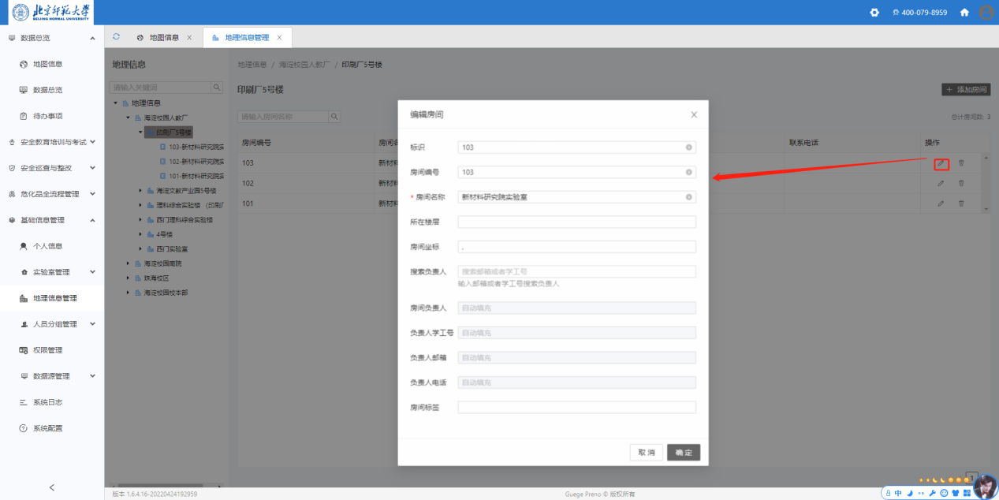 北京师范大学
BEIJING NORMAL UNIVERSITY
400-079-8959
数据总览
地图信息
数据总览
待办事项
安全教育培训与考试
安全巡查与整改
危化品全流程管理
基础信息管理
个人信息
实验室管理
地理信息管理
人员分组管理
权限管理
数据源管理
系统日志
系统配置
地图信息
地理信息管理
地理信息
请输入关键词
地理信息
海淀校园人教厂
印刷厂5号楼
103-新材料研究院实
102-新材料研究院实
101-新材料研究院实
海淀文教产业园5号楼
理科综合实验楼 (印刷厂
西门理科综合实验楼
4号楼
西门实验室
海淀校园南院
珠海校区
海淀校园校本部
地理信息 / 海淀校园人教厂 / 印刷厂5号楼
印刷厂5号楼
+ 添加房间
请输入房间名称
总计房间数: 3
房间编号 房间名 联系电话 操作
103 新材料
102 新材料
101 新材料
编辑房间
标识 103
房间编号 103
* 房间名称 新材料研究院实验室
所在楼层
房间坐标 ,
搜索负责人 搜索邮箱或者学工号
输入邮箱或者学工号搜索负责人
房间负责人 自动填充
负责人学工号 自动填充
负责人邮箱 自动填充
负责人电话 自动填充
房间标签
取 消 确 定
1
版本 1.6.4.16-20220424192959
Guege Preno © 版权所有
中